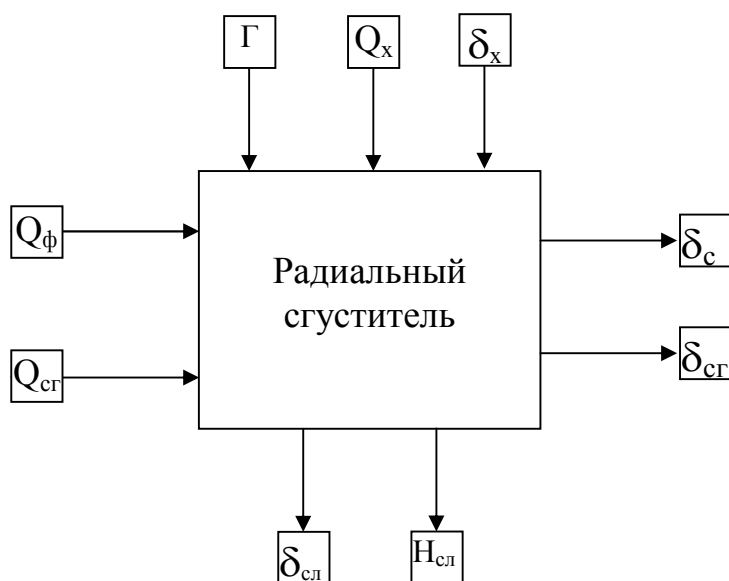 Г
Qх
δх
Qф
δс
Радиальный
сгуститель
Qсг
δсг
δсл
Нсл